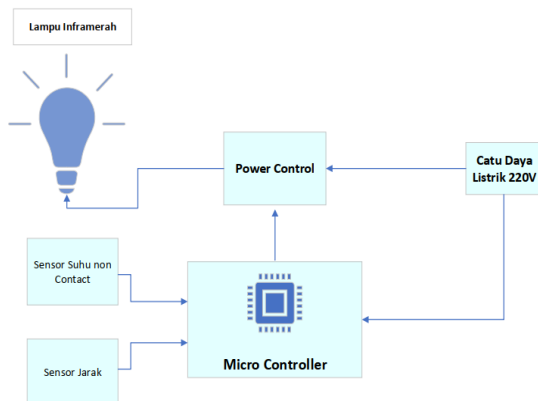 Lampu Inframerah
Power Control
Catu Daya
Listrik 220V
Sensor Suhu non
Contact
Micro Controller
Sensor Jarak